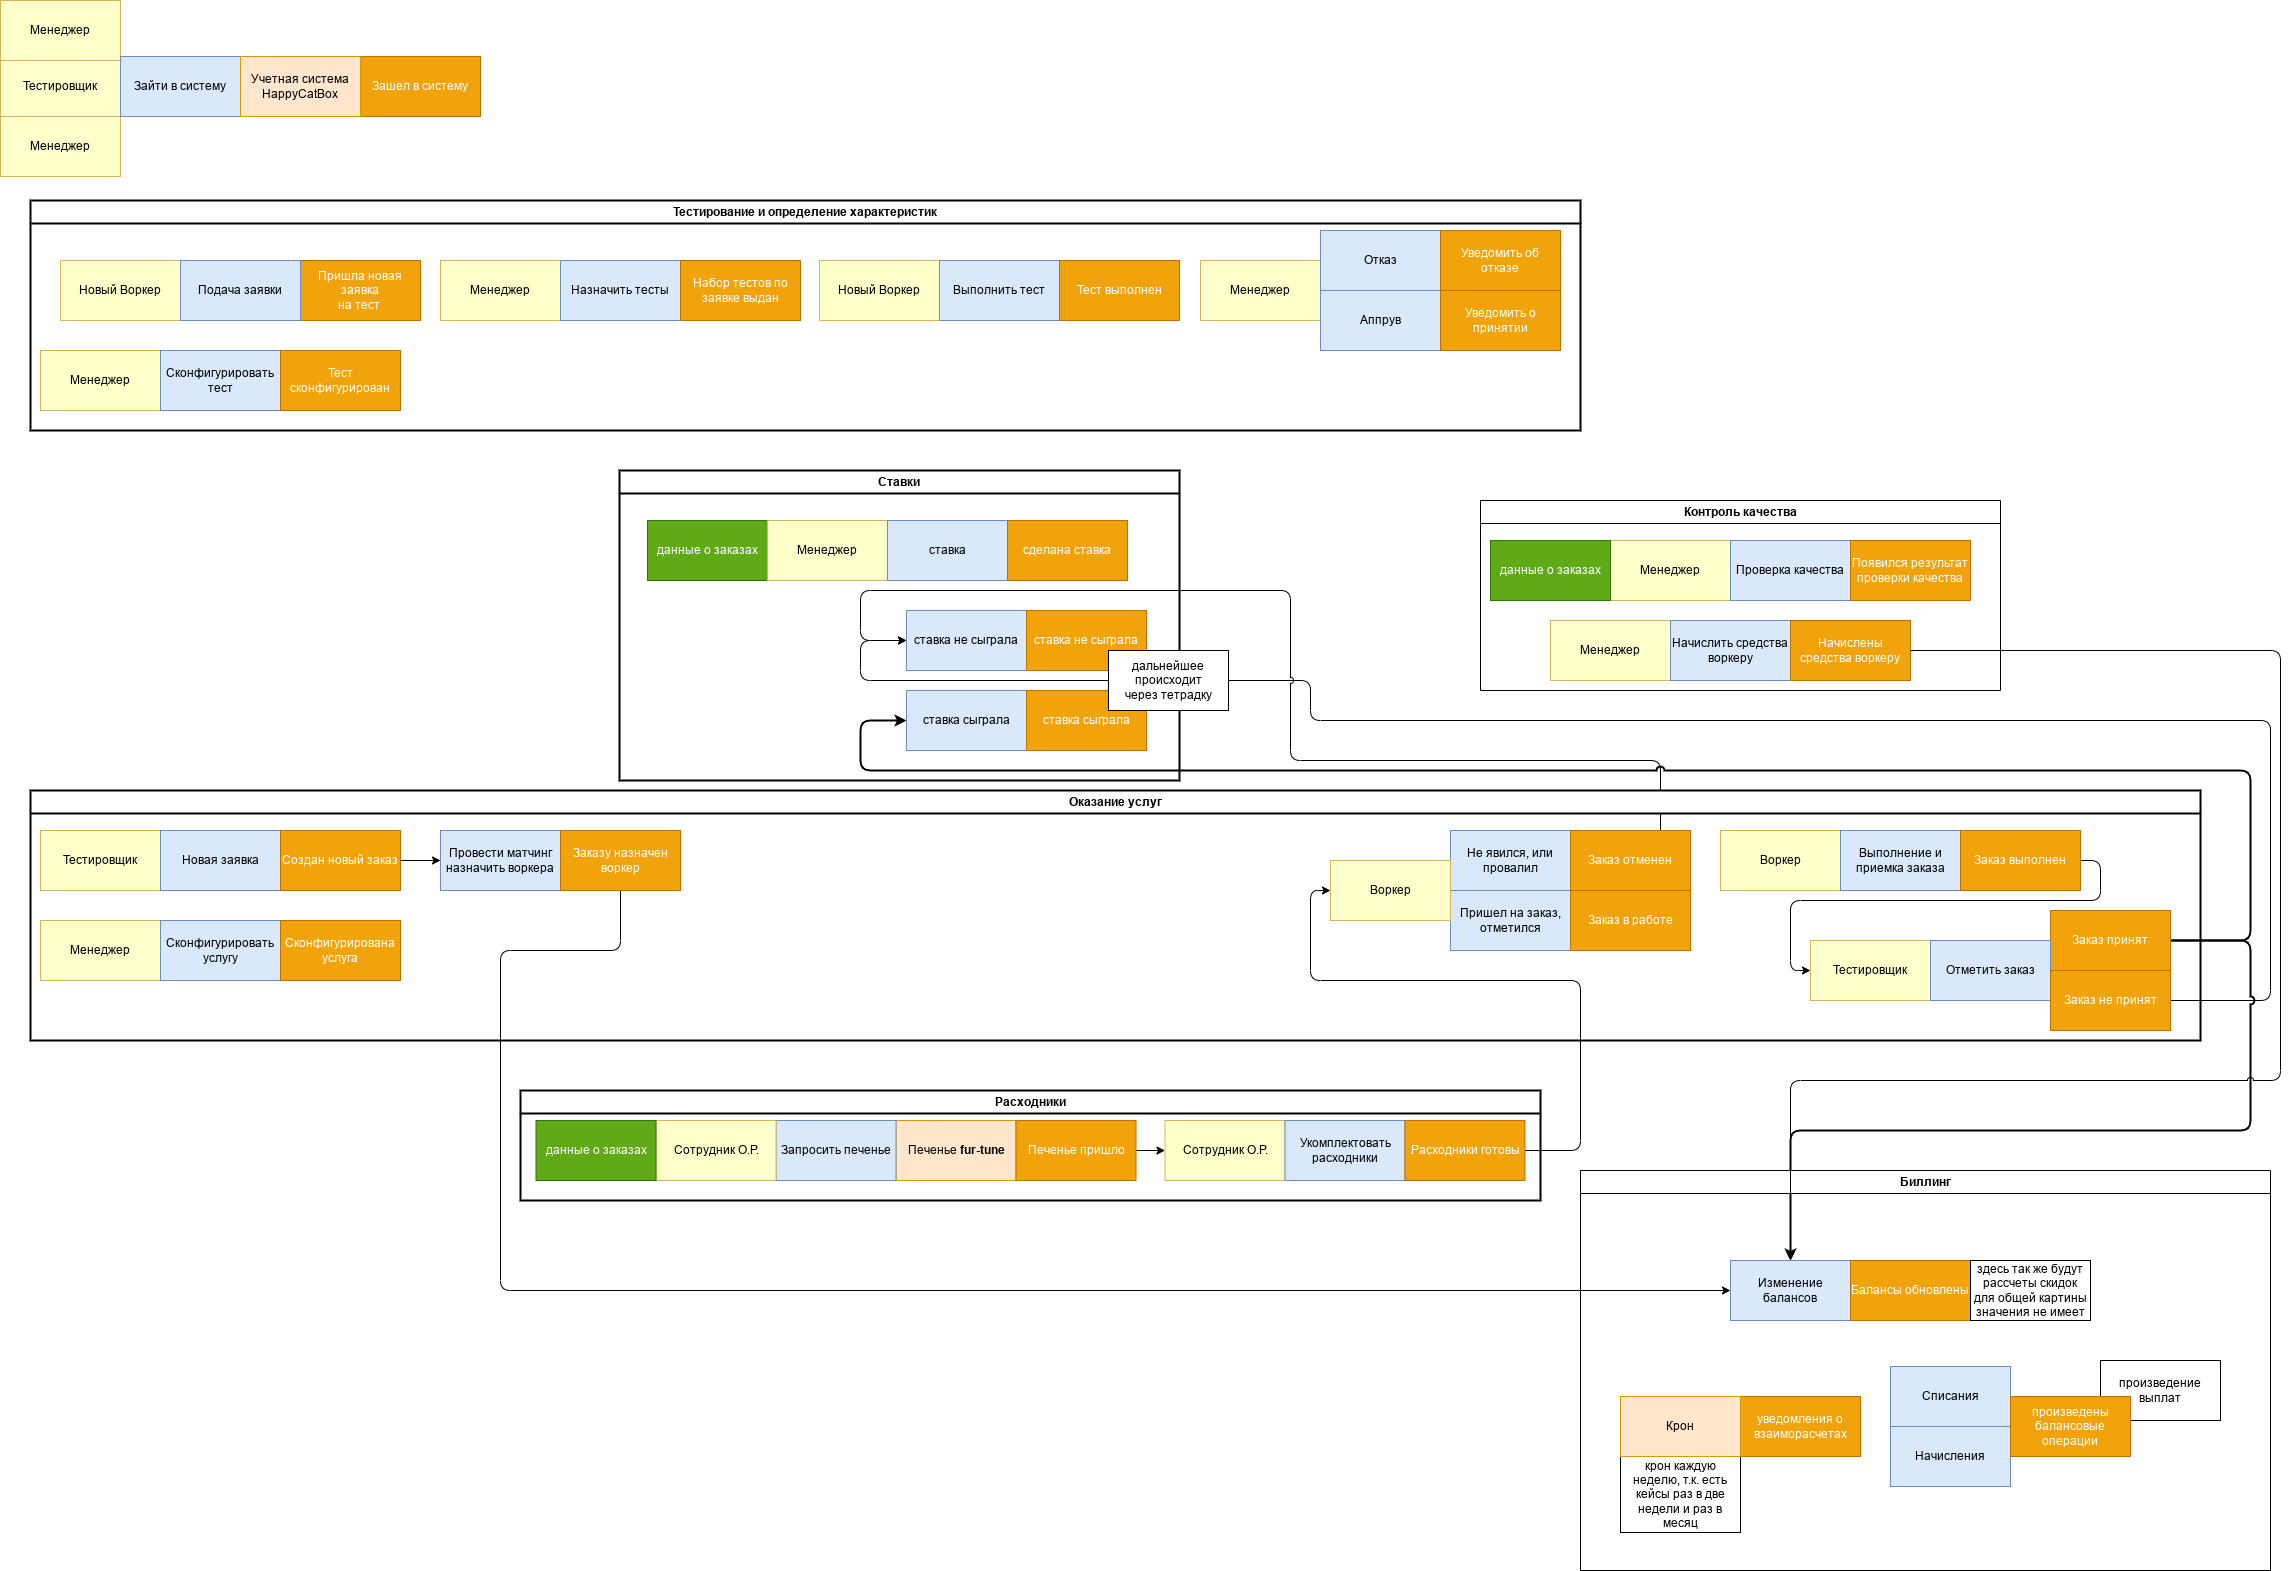 Менеджер
Тестировщик
Зайти в систему
Учетная система
HappyCatBox
Зашел в систему
Менеджер
Тестирование и определение характеристик
Новый Воркер
Подача заявки
Пришла новая
заявка
на тест
Менеджер
Назначить тесты
Набор тестов по
заявке выдан
Новый Воркер
Выполнить тест
Тест выполнен
Менеджер
Отказ
Уведомить об
отказе
Аппрув
Уведомить о
принятии
Менеджер
Сконфигурировать
тест
Тест
сконфигурирован
Ставки
данные о заказах
Менеджер
ставка
сделана ставка
ставка не сыграла
ставка не сыграла
дальнейшее
происходит
через тетрадку
ставка сыграла
ставка сыграла
Контроль качества
данные о заказах
Менеджер
Проверка качества
Появился результат
проверки качества
Менеджер
Начислить средства
воркеру
Начислены
средства воркеру
Оказание услуг
Тестировщик
Новая заявка
Создан новый заказ
Провести матчинг
назначить воркера
Заказу назначен
воркер
Менеджер
Сконфигурировать
услугу
Сконфигурирована
услуга
Воркер
Не явился, или
провалил
Заказ отменен
Пришел на заказ,
отметился
Заказ в работе
Воркер
Выполнение и
приемка заказа
Заказ выполнен
Тестировщик
Отметить заказ
Заказ принят
Заказ не принят
Расходники
данные о заказах
Сотрудник О.Р.
Запросить печенье
Печенье fur-tune
Печенье пришло
Сотрудник О.Р.
Укомплектовать
расходники
Расходники готовы
Биллинг
Изменение
балансов
Балансы обновлены
здесь так же будут
рассчеты скидок
для общей картины
значения не имеет
Крон
уведомления о
взаиморасчетах
крон каждую
неделю, т.к. есть
кейсы раз в две
недели и раз в
месяц
Списания
Начисления
произведены
балансовые
операции
произведение
выплат